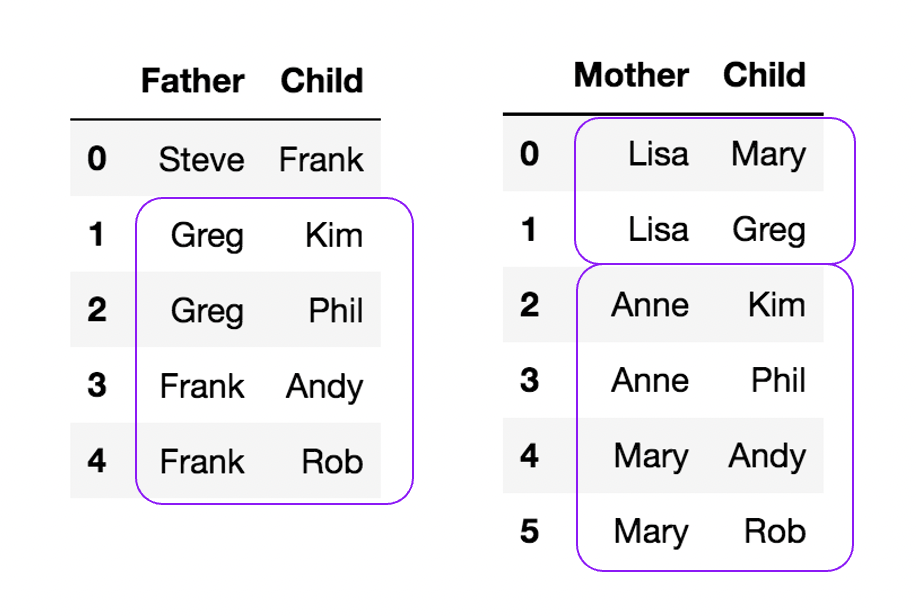 Father Child
0 Steve Frank
1 Greg Kim
2 Greg Phil
3 Frank Andy
4 Frank Rob
Mother Child
0 Lisa Mary
1 Lisa Greg
2 Anne Kim
3 Anne Phil
4 Mary Andy
5 Mary Rob